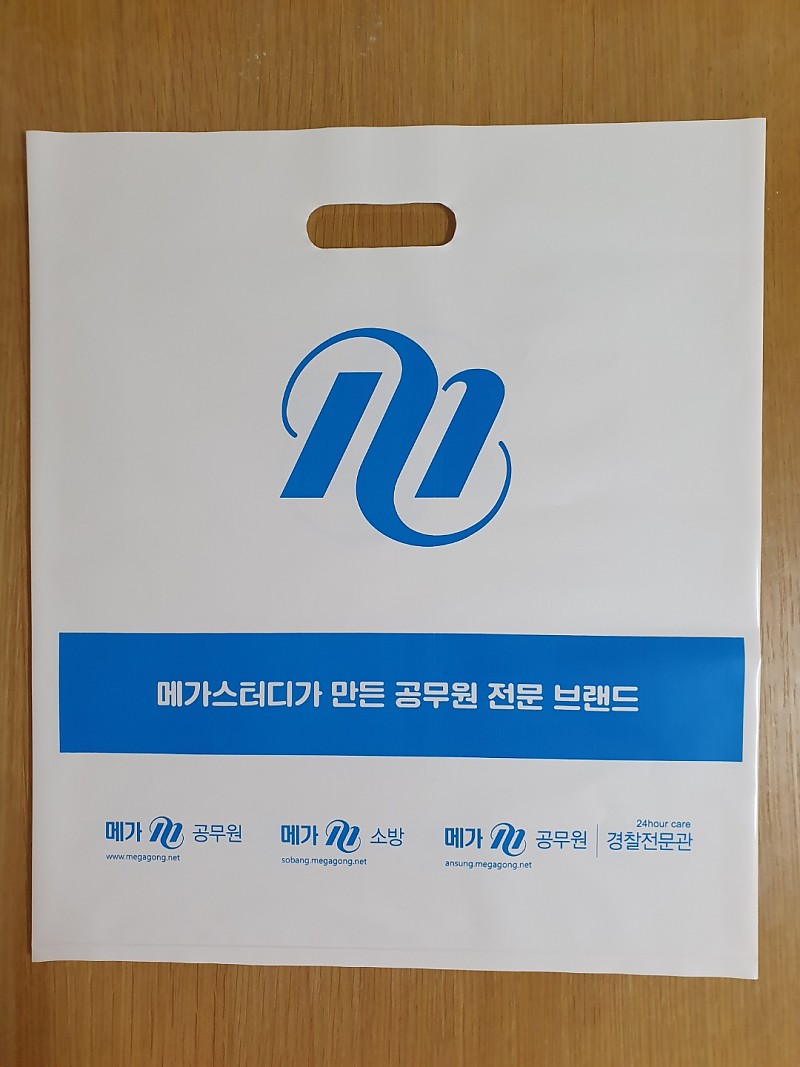 메가스터디가 만든 공무원 전문 브랜드
메가 M 공무원
www.megagong.net
메가 M 소방
sobang.megagong.net
메가 M 공무원 | 24hour care 경찰전문관
ansung.megagong.net